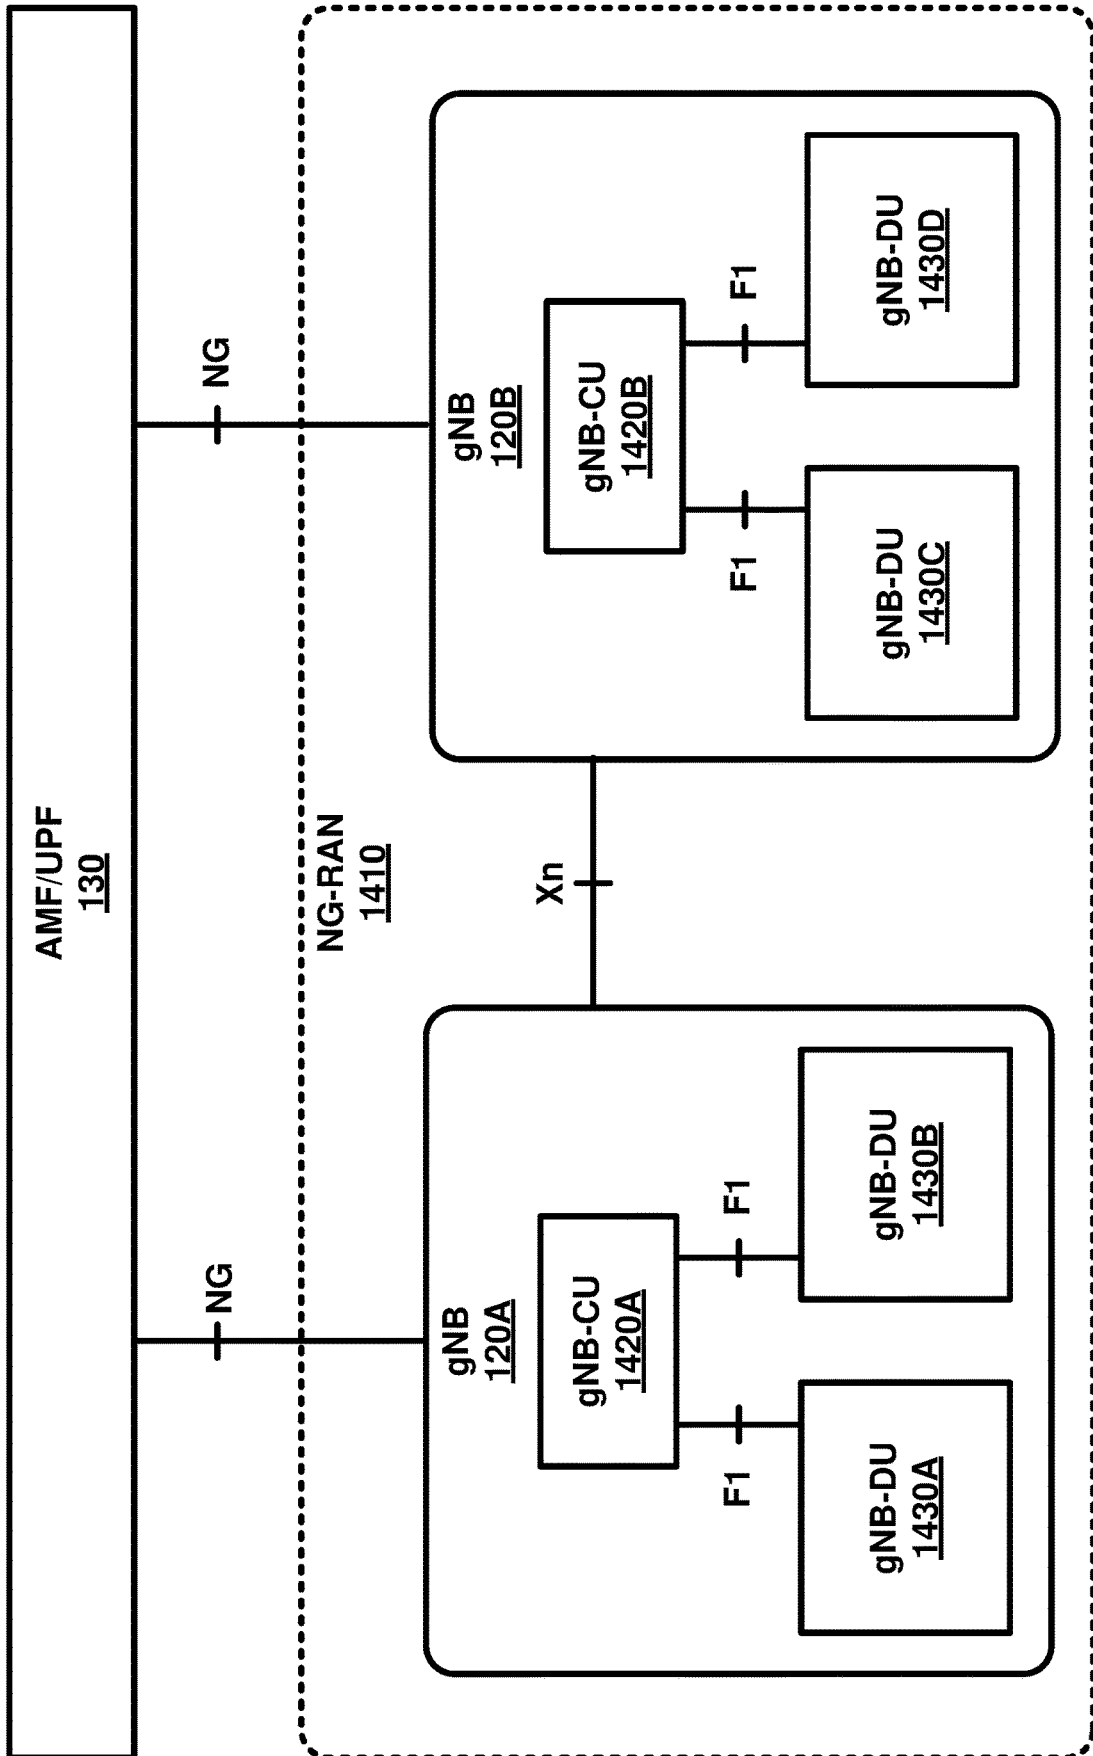 AMF/UPF
130
NG
NG
NG-RAN
1410
gNB
120A
gNB-CU
1420A
F1
F1
gNB-DU
1430A
gNB-DU
1430B
Xn
gNB
120B
gNB-CU
1420B
F1
F1
gNB-DU
1430C
gNB-DU
1430D